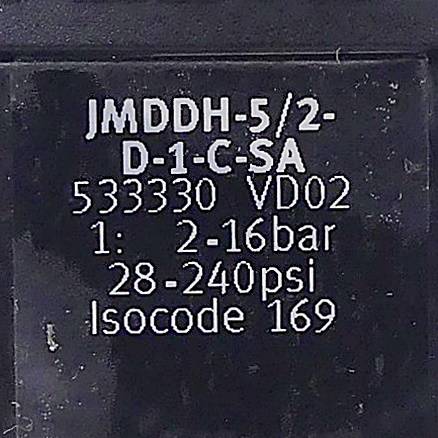 JMDDH-5/2-
D-1-C-SA
533330 VD02
1: 2-16bar
28-240psi
Isocode 169